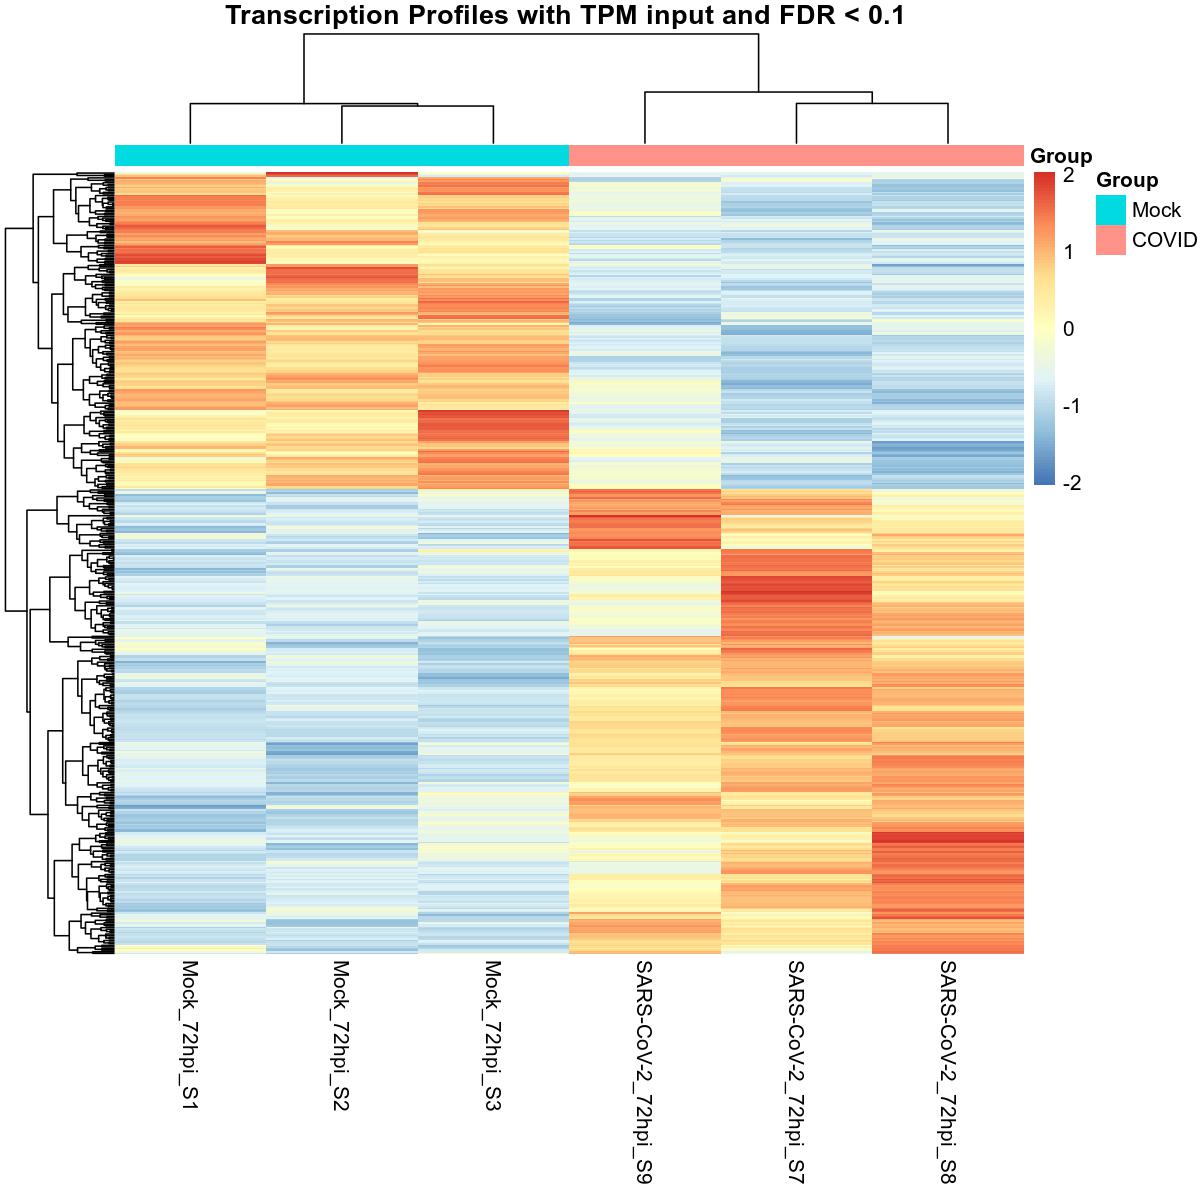 Transcription Profiles with TPM input and FDR < 0.1
Group
2
1
0
-1
-2
Group
Mock
COVID
Mock_72hpi_S1
Mock_72hpi_S2
Mock_72hpi_S3
SARS-CoV-2_72hpi_S9
SARS-CoV-2_72hpi_S7
SARS-CoV-2_72hpi_S8